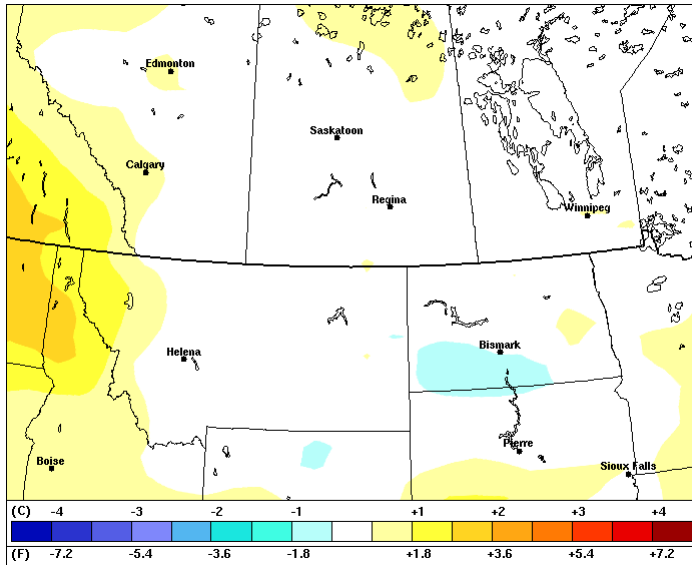 Edmonton
Saskatoon
Calgary
Regina
Winnipeg
Helena
Bismark
Boise
Pierre
Sioux Falls
(C) -4 -3 -2 -1 +1 +2 +3 +4
(F) -7.2 -5.4 -3.6 -1.8 +1.8 +3.6 +5.4 +7.2